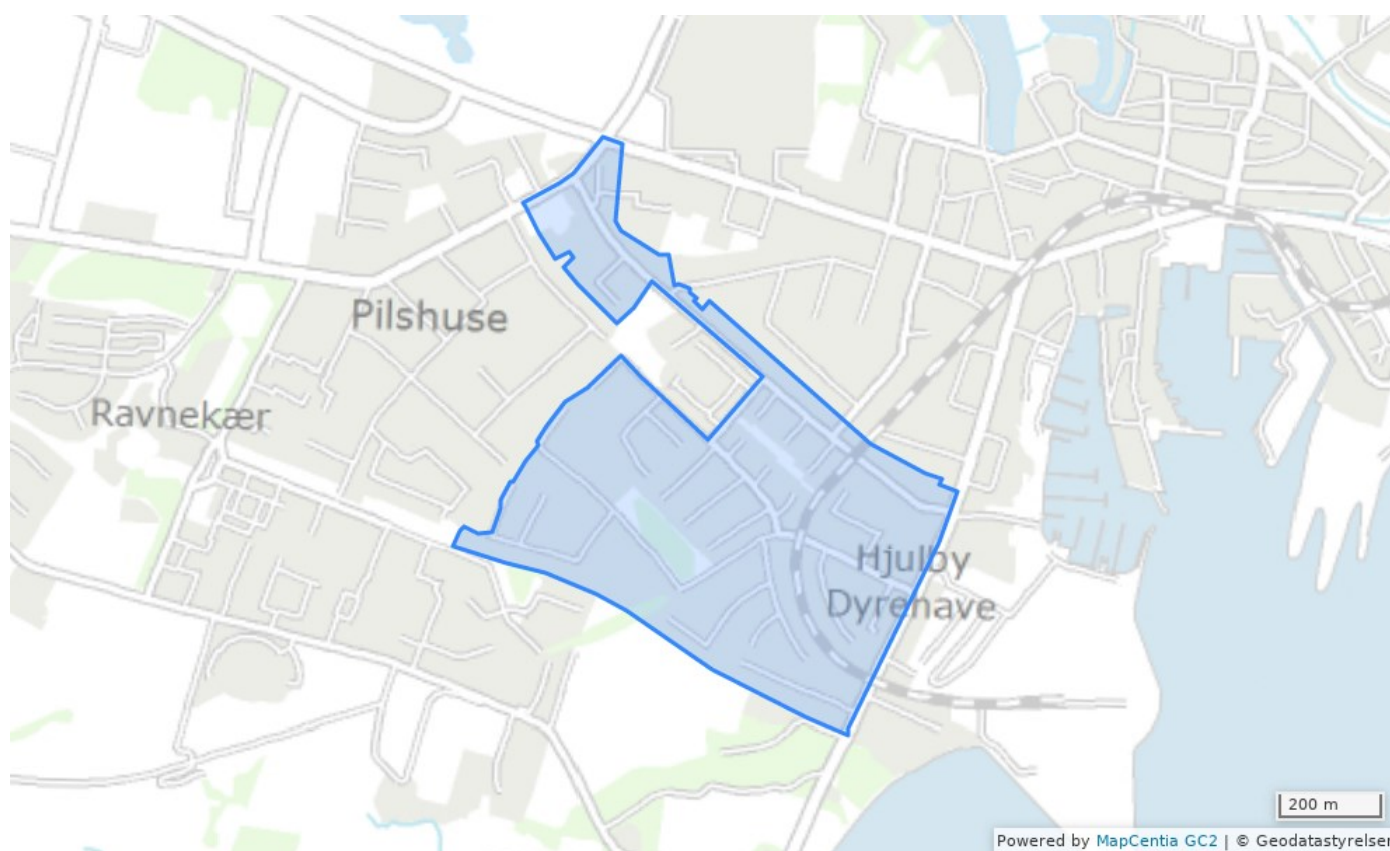 Pilshuse
Ravnekær
Hjulby
Dyrenave
200 m
Powered by MapCentia GC2 | © Geodatastyrelsen